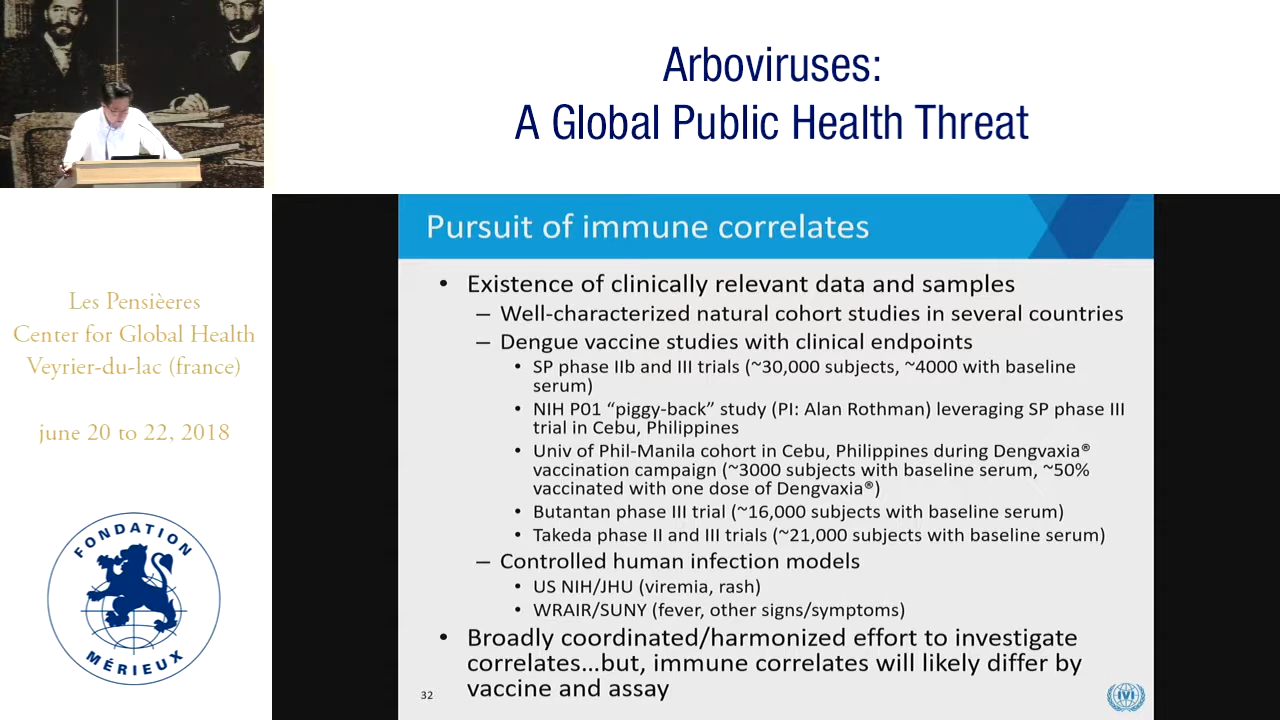 Arboviruses:
A Global Public Health Threat
Les Pensièeres
Center for Global Health
Veyrier-du-lac (france)
june 20 to 22, 2018
FONDATION
MÉRIEUX
Pursuit of immune correlates
• Existence of clinically relevant data and samples
– Well-characterized natural cohort studies in several countries
– Dengue vaccine studies with clinical endpoints
• SP phase IIb and III trials (~30,000 subjects, ~4000 with baseline
serum)
• NIH P01 “piggy-back” study (PI: Alan Rothman) leveraging SP phase III
trial in Cebu, Philippines
• Univ of Phil-Manila cohort in Cebu, Philippines during Dengvaxia®
vaccination campaign (~3000 subjects with baseline serum, ~50%
vaccinated with one dose of Dengvaxia®)
• Butantan phase III trial (~16,000 subjects with baseline serum)
• Takeda phase II and III trials (~21,000 subjects with baseline serum)
– Controlled human infection models
• US NIH/JHU (viremia, rash)
• WRAIR/SUNY (fever, other signs/symptoms)
• Broadly coordinated/harmonized effort to investigate
correlates...but, immune correlates will likely differ by
vaccine and assay
32
IVI